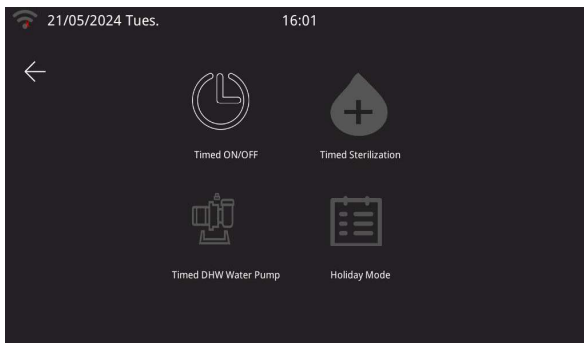 21/05/2024 Tues. 16:01
Timed ON/OFF Timed Sterilization
Timed DHW Water Pump Holiday Mode